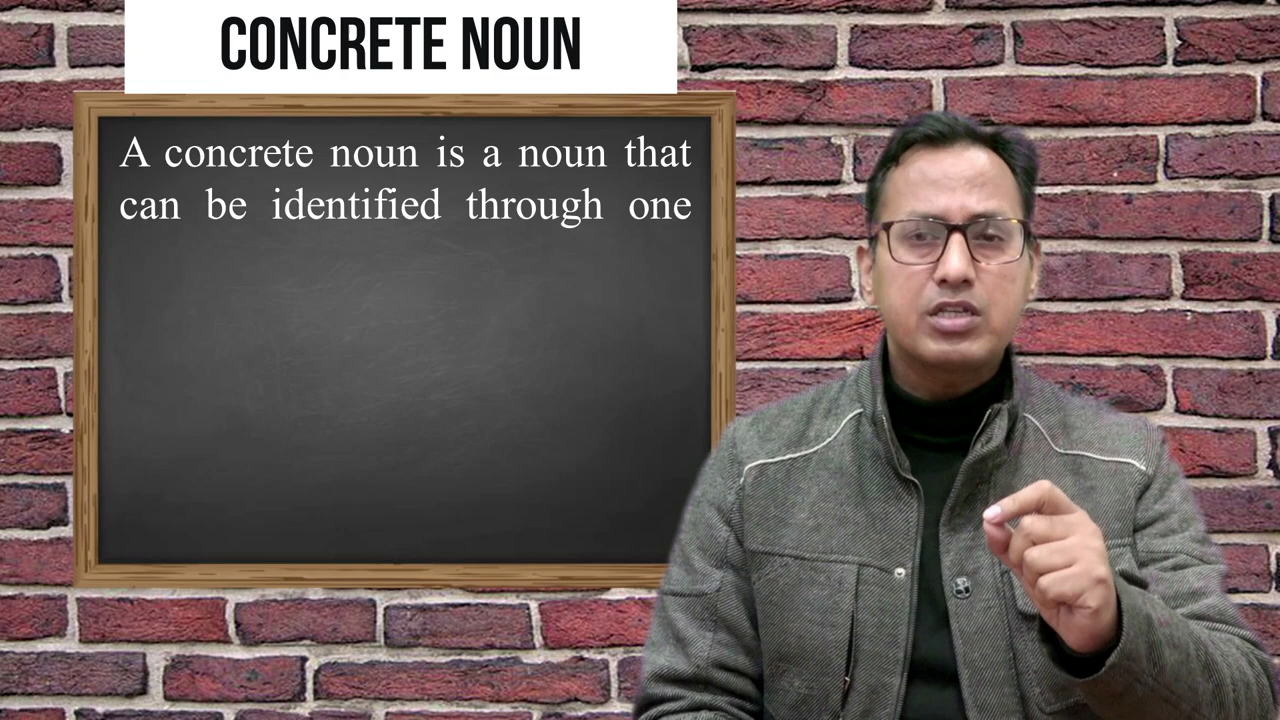 CONCRETE NOUN
A concrete noun is a noun that
can be identified through one